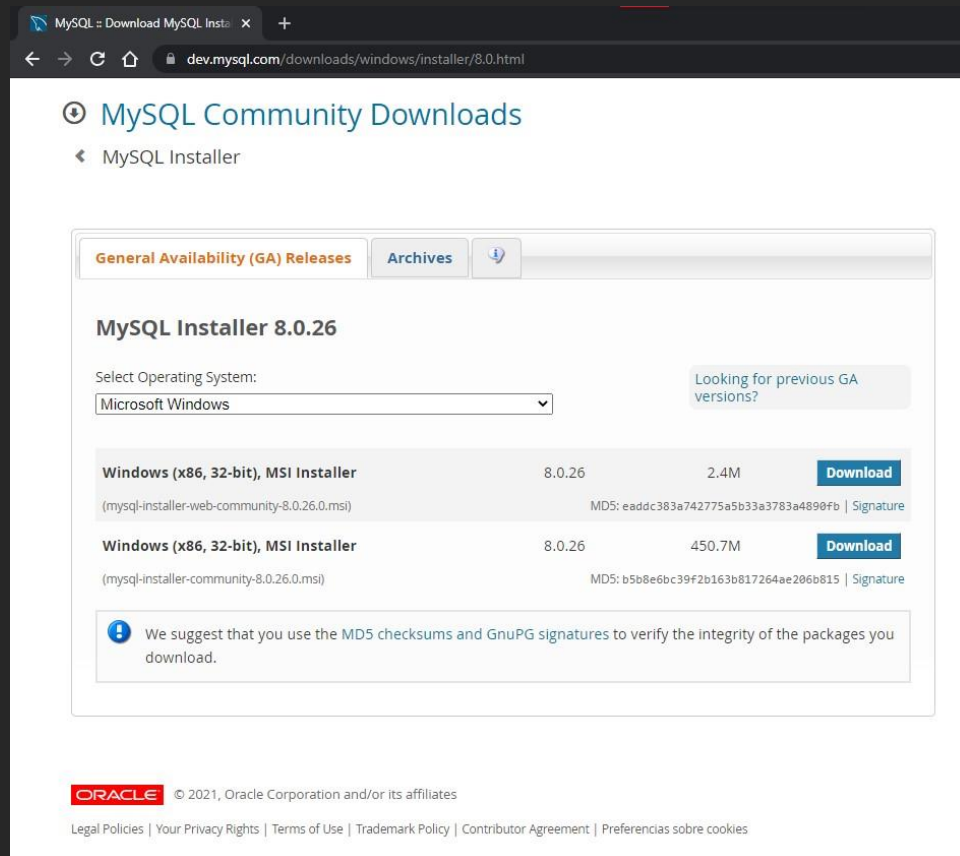 MySQL :: Download MySQL Insta
dev.mysql.com/downloads/windows/installer/8.0.html
MySQL Community Downloads
MySQL Installer
General Availability (GA) Releases
Archives
MySQL Installer 8.0.26
Select Operating System:
Microsoft Windows
Looking for previous GA
versions?
Windows (x86, 32-bit), MSI Installer 8.0.26 2.4M Download
(mysql-installer-web-community-8.0.26.0.msi) MD5: eaddc383a742775a5b33a3783a4890fb | Signature
Windows (x86, 32-bit), MSI Installer 8.0.26 450.7M Download
(mysql-installer-community-8.0.26.0.msi) MD5: b5b8e6bc39f2b163b817264ae206b815 | Signature
We suggest that you use the MD5 checksums and GnuPG signatures to verify the integrity of the packages you
download.
ORACLE © 2021, Oracle Corporation and/or its affiliates
Legal Policies | Your Privacy Rights | Terms of Use | Trademark Policy | Contributor Agreement | Preferencias sobre cookies